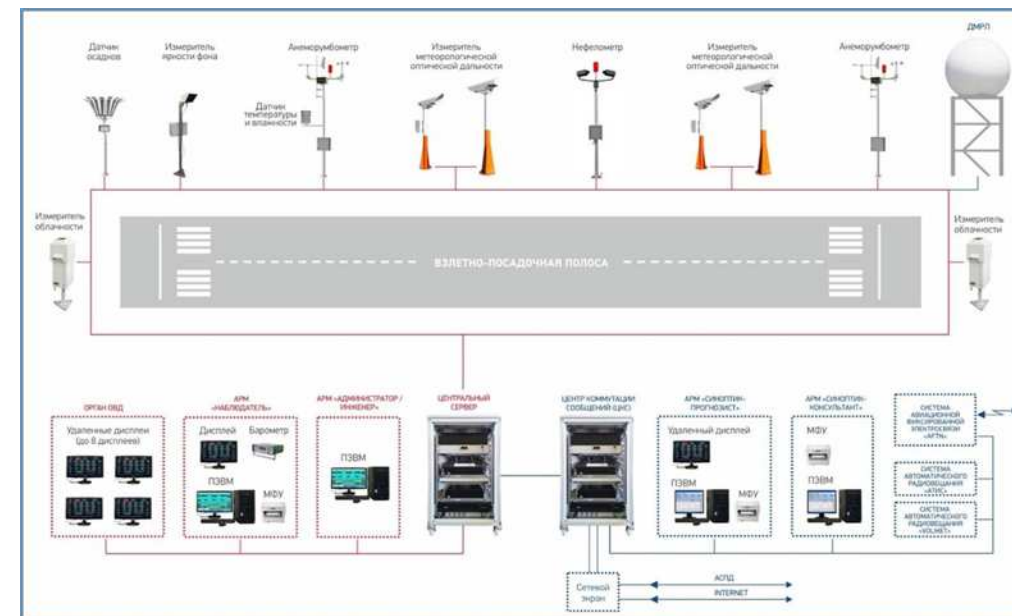 Датчик
осадков
Измеритель
яркости фона
Анеморумбометр
Датчик
температуры
и влажности
Измеритель
метеорологической
оптической дальности
Нефелометр
Измеритель
метеорологической
оптической дальности
Анеморумбометр
ДМРЛ
Измеритель
облачности
ВЗЛЕТНО-ПОСАДОЧНАЯ ПОЛОСА
Измеритель
облачности
ОРГАН ОВД
Удаленные дисплеи
(до 8 дисплеев)
АРМ
«НАБЛЮДАТЕЛЬ»
Дисплей
Барометр
ПЭВМ
МФУ
АРМ «АДМИНИСТРАТОР /
ИНЖЕНЕР»
ПЭВМ
ЦЕНТРАЛЬНЫЙ
СЕРВЕР
ЦЕНТР КОММУТАЦИИ
СООБЩЕНИЙ (ЦКС)
АРМ «СИНОПТИК-
ПРОГНОЗИСТ»
Удаленный дисплей
ПЭВМ
МФУ
АРМ «СИНОПТИК-
КОНСУЛЬТАНТ»
МФУ
ПЭВМ
СИСТЕМА
АВИАЦИОННОЙ
ФИКСИРОВАННОЙ
ЭЛЕКТРОСВЯЗИ
«AFTN»
СИСТЕМА
АВТОМАТИЧЕСКОГО
РАДИОВЕЩАНИЯ
«ATIS»
СИСТЕМА
АВТОМАТИЧЕСКОГО
РАДИОВЕЩАНИЯ
«VOLMET»
Сетевой
экран
АСПД
INTERNET